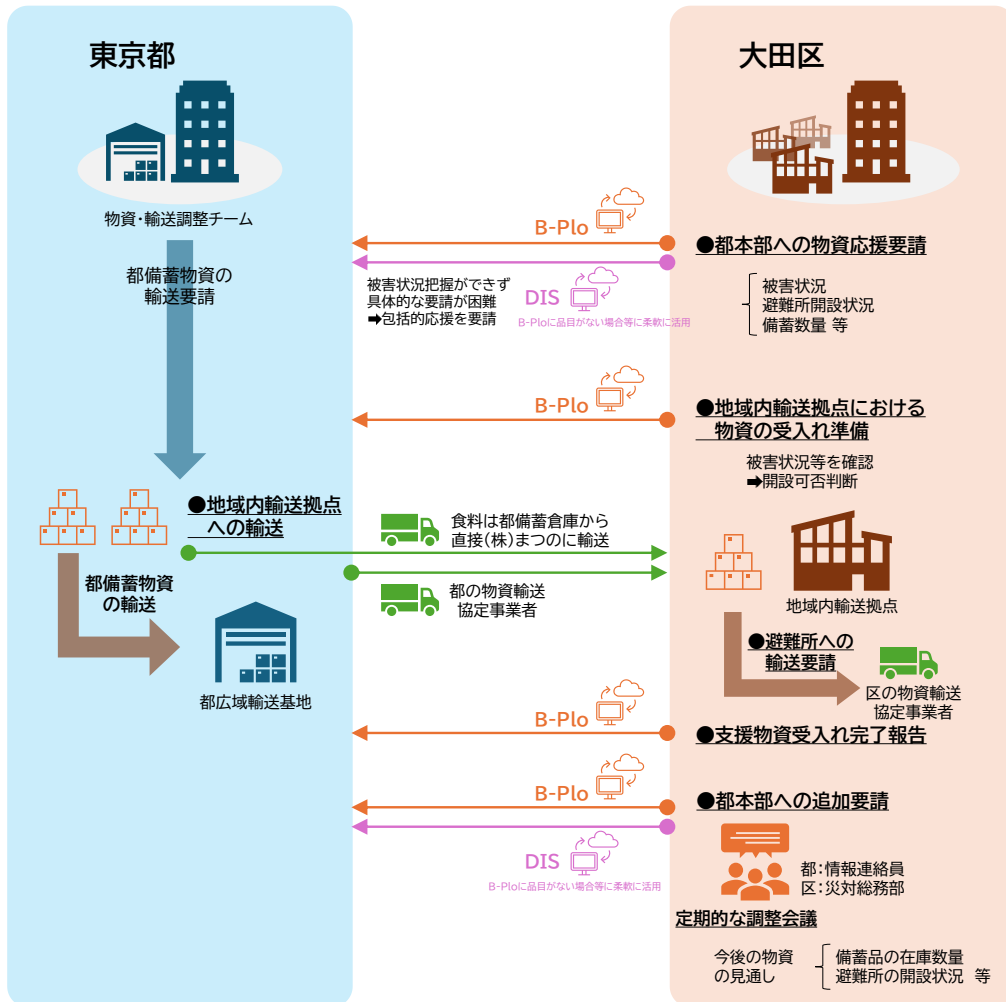 東京都
大田区
物資・輸送調整チーム
都備蓄物資の
輸送要請
B-Plo
●都本部への物資応援要請
被害状況把握ができず
具体的な要請が困難
➡包括的応援を要請
DIS
B-Ploに品目がない場合等に柔軟に活用
被害状況
避難所開設状況
備蓄数量 等
B-Plo
●地域内輸送拠点における
物資の受入れ準備
被害状況等を確認
➡開設可否判断
●地域内輸送拠点
への輸送
食料は都備蓄倉庫から
直接(株)まつのに輸送
都備蓄物資
の輸送
都の物資輸送
協定事業者
地域内輸送拠点
●避難所への
輸送要請
都広域輸送基地
区の物資輸送
協定事業者
B-Plo
●支援物資受入れ完了報告
B-Plo
●都本部への追加要請
DIS
B-Ploに品目がない場合等に柔軟に活用
都：情報連絡員
区：災対総務部
定期的な調整会議
今後の物資
の見通し
備蓄品の在庫数量
避難所の開設状況 等